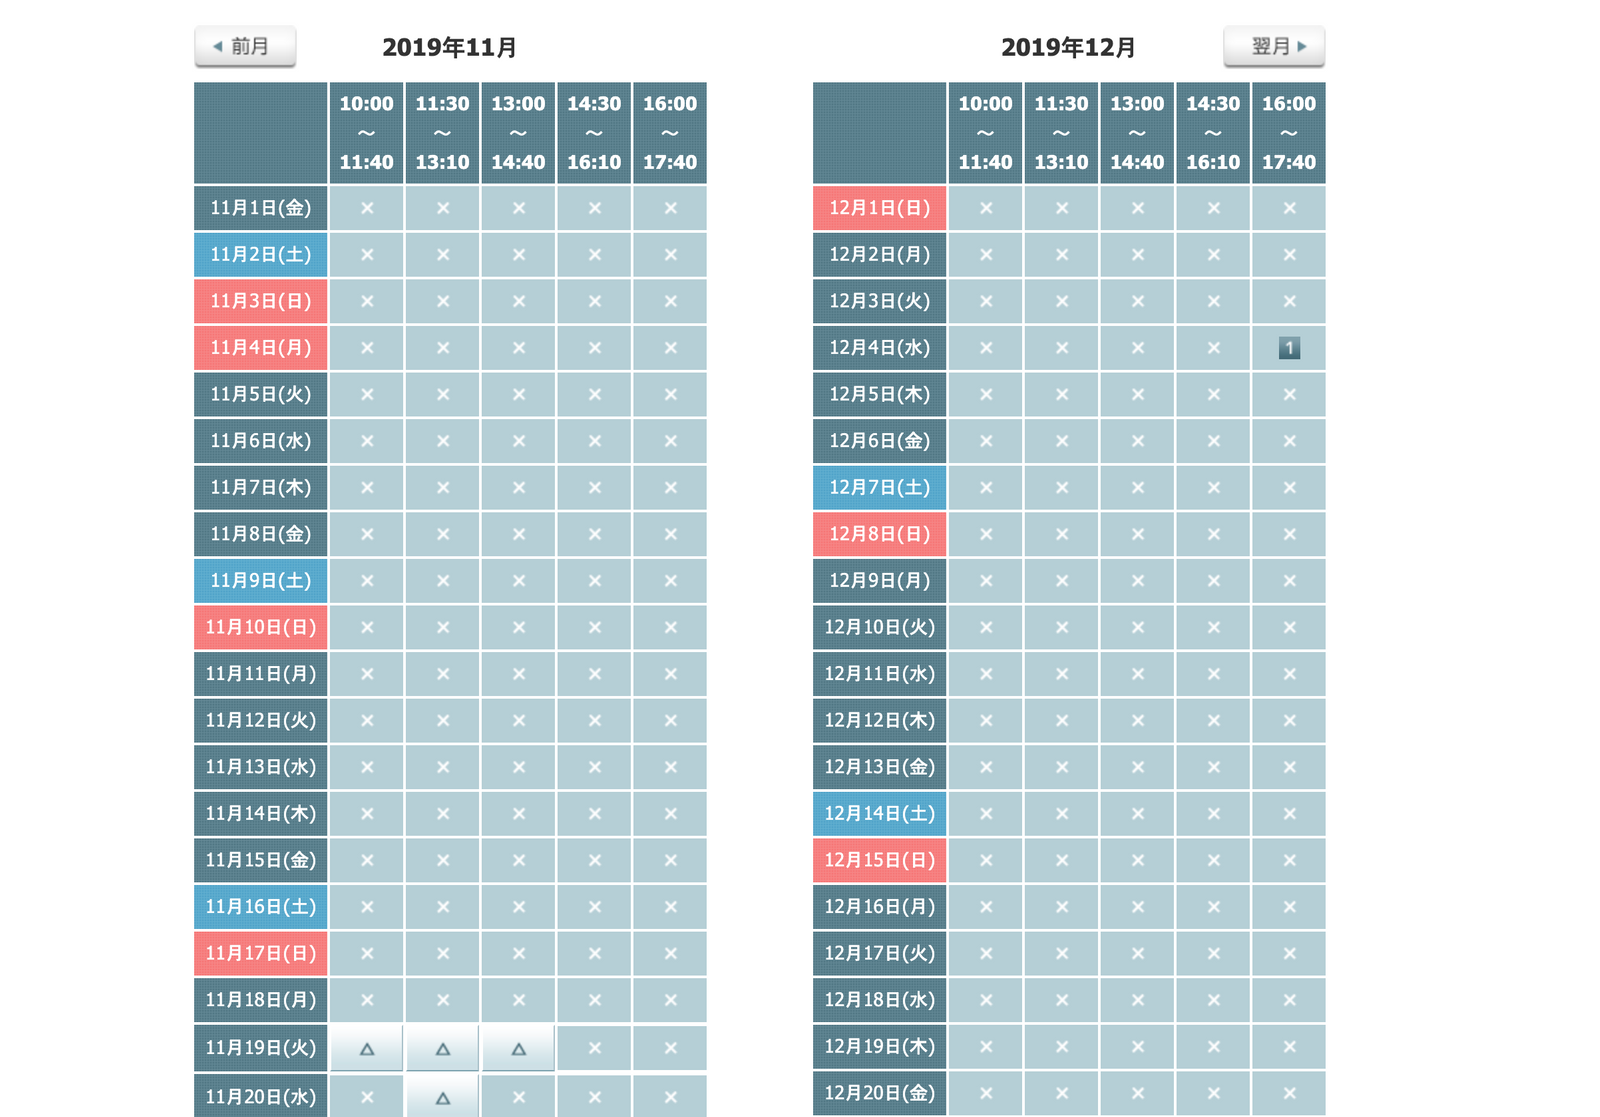 前月
2019年11月
10:00 11:30 13:00 14:30 16:00
～ ～ ～ ～ ～
11:40 13:10 14:40 16:10 17:40
11月1日(金) × × × × ×
11月2日(土) × × × × ×
11月3日(日) × × × × ×
11月4日(月) × × × × ×
11月5日(火) × × × × ×
11月6日(水) × × × × ×
11月7日(木) × × × × ×
11月8日(金) × × × × ×
11月9日(土) × × × × ×
11月10日(日) × × × × ×
11月11日(月) × × × × ×
11月12日(火) × × × × ×
11月13日(水) × × × × ×
11月14日(木) × × × × ×
11月15日(金) × × × × ×
11月16日(土) × × × × ×
11月17日(日) × × × × ×
11月18日(月) × × × × ×
11月19日(火) △ △ △ × ×
11月20日(水) × △ × × ×
2019年12月
翌月
10:00 11:30 13:00 14:30 16:00
～ ～ ～ ～ ～
11:40 13:10 14:40 16:10 17:40
12月1日(日) × × × × ×
12月2日(月) × × × × ×
12月3日(火) × × × × ×
12月4日(水) × × × × 1
12月5日(木) × × × × ×
12月6日(金) × × × × ×
12月7日(土) × × × × ×
12月8日(日) × × × × ×
12月9日(月) × × × × ×
12月10日(火) × × × × ×
12月11日(水) × × × × ×
12月12日(木) × × × × ×
12月13日(金) × × × × ×
12月14日(土) × × × × ×
12月15日(日) × × × × ×
12月16日(月) × × × × ×
12月17日(火) × × × × ×
12月18日(水) × × × × ×
12月19日(木) × × × × ×
12月20日(金) × × × × ×